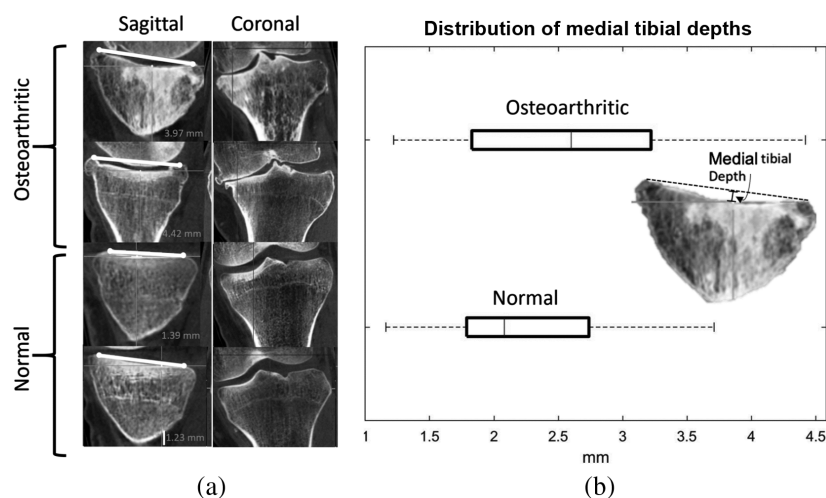 Sagittal Coronal
Osteoarthritic
3.97 mm
4.42 mm
Normal
1.39 mm
1.23 mm
(a)
Distribution of medial tibial depths
Osteoarthritic
Medial tibial
Depth
Normal
1 1.5 2 2.5 3 3.5 4 4.5
mm
(b)